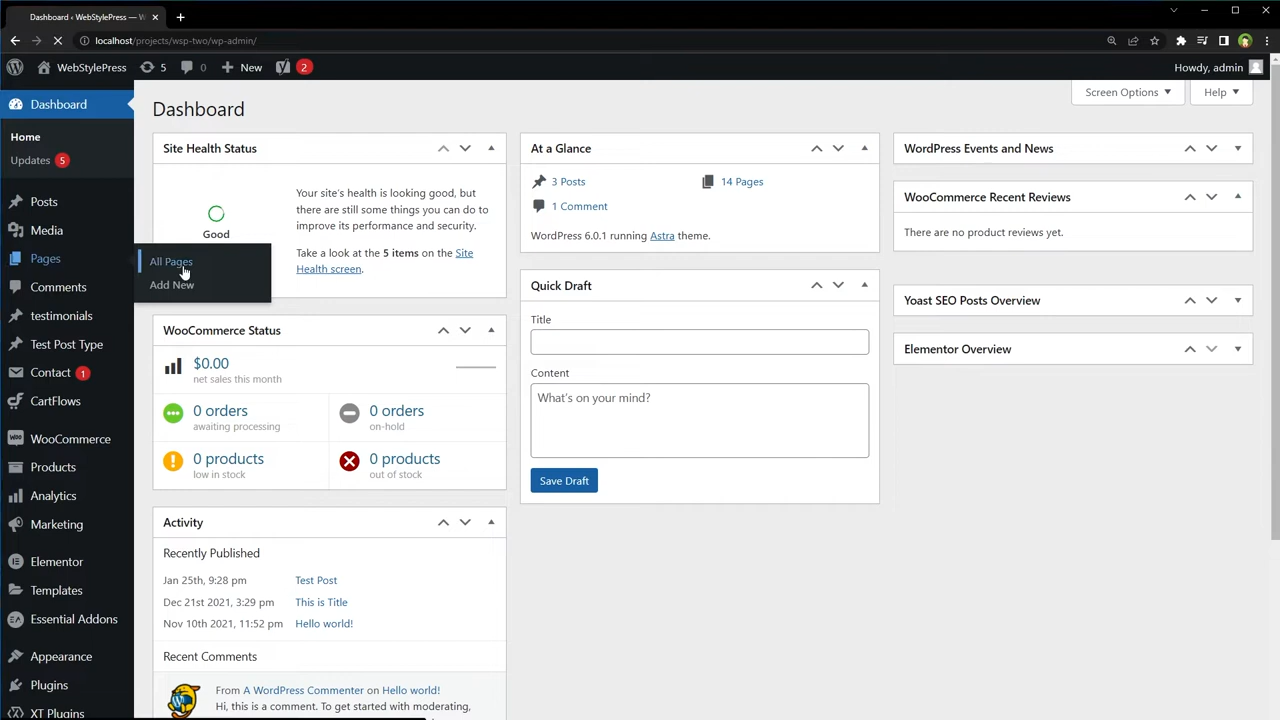 Dashboard ‹ WebStylePress — W
localhost/projects/wsp-two/wp-admin/
WebStylePress 5 0 New 2 Howdy, admin
Dashboard
Home
Updates 5
Posts
Media
Pages
Comments
testimonials
Test Post Type
Contact 1
CartFlows
WooCommerce
Products
Analytics
Marketing
Elementor
Templates
Essential Addons
Appearance
Plugins
XT Plugins
All Pages
Add New
Dashboard
Screen Options
Help
Site Health Status
Good
Your site's health is looking good, but
there are still some things you can do to
improve its performance and security.
Take a look at the 5 items on the Site
Health screen.
WooCommerce Status
$0.00
net sales this month
0 orders
awaiting processing
0 orders
on-hold
0 products
low in stock
0 products
out of stock
Activity
Recently Published
Jan 25th, 9:28 pm Test Post
Dec 21st 2021, 3:29 pm This is Title
Nov 10th 2021, 11:52 pm Hello world!
Recent Comments
From A WordPress Commenter on Hello world!
Hi, this is a comment. To get started with moderating,
At a Glance
3 Posts
14 Pages
1 Comment
WordPress 6.0.1 running Astra theme.
Quick Draft
Title
Content
What's on your mind?
Save Draft
WordPress Events and News
WooCommerce Recent Reviews
There are no product reviews yet.
Yoast SEO Posts Overview
Elementor Overview